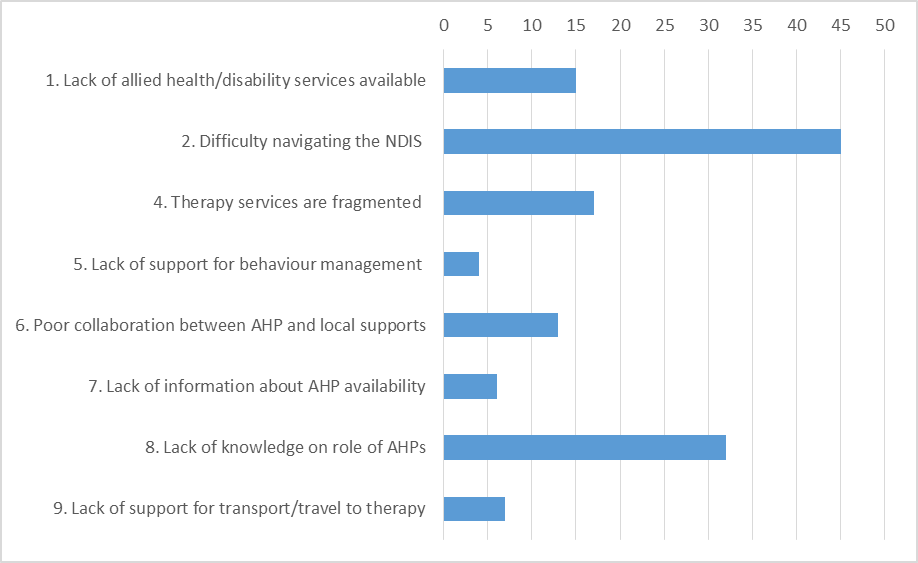 0 5 10 15 20 25 30 35 40 45 50
1. Lack of allied health/disability services available
2. Difficulty navigating the NDIS
4. Therapy services are fragmented
5. Lack of support for behaviour management
6. Poor collaboration between AHP and local supports
7. Lack of information about AHP availability
8. Lack of knowledge on role of AHPs
9. Lack of support for transport/travel to therapy